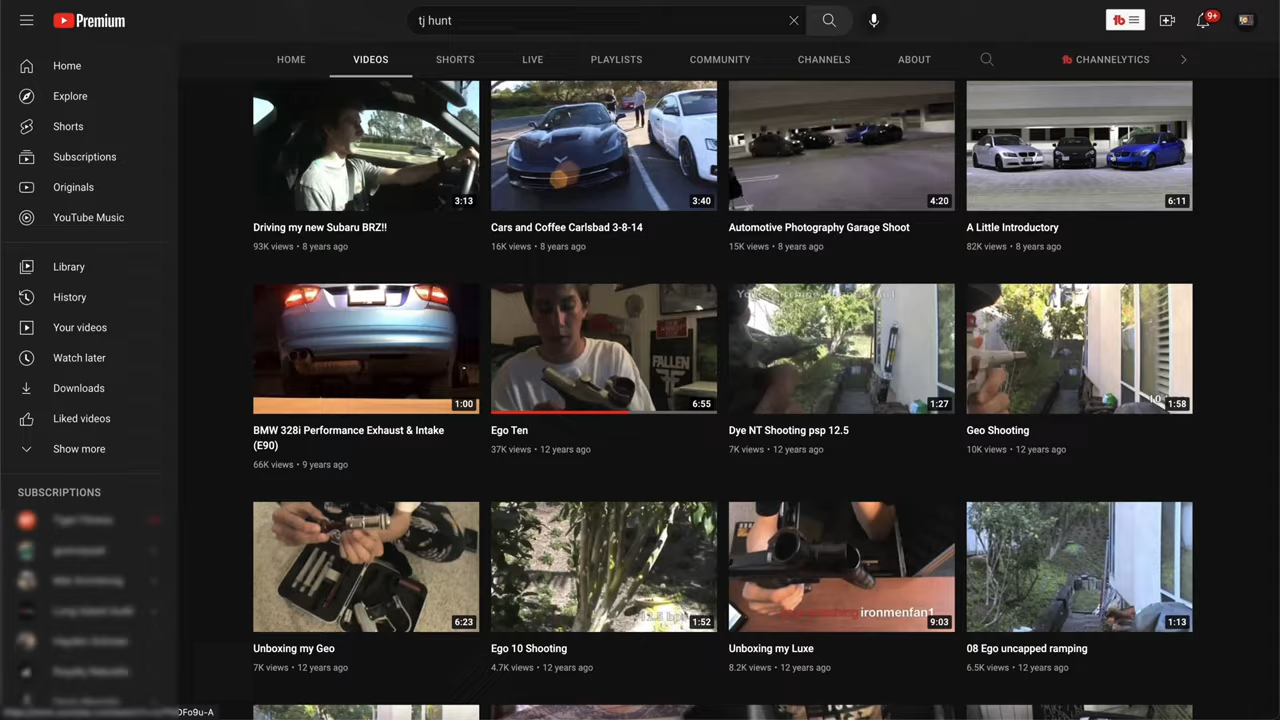 Premium
tj hunt
9+
Home
Explore
Shorts
Subscriptions
Originals
YouTube Music
Library
History
Your videos
Watch later
Downloads
Liked videos
Show more
SUBSCRIPTIONS
HOME
VIDEOS
SHORTS
LIVE
PLAYLISTS
COMMUNITY
CHANNELS
ABOUT
CHANNELYTICS
3:13
3:40
4:20
6:11
Driving my new Subaru BRZ!!
93K views • 8 years ago
Cars and Coffee Carlsbad 3-8-14
16K views • 8 years ago
Automotive Photography Garage Shoot
15K views • 8 years ago
A Little Introductory
82K views • 8 years ago
1:00
FALLEN
6:55
1:27
1:58
BMW 328i Performance Exhaust & Intake
(E90)
66K views • 9 years ago
Ego Ten
37K views • 12 years ago
Dye NT Shooting psp 12.5
7K views • 12 years ago
Geo Shooting
10K views • 12 years ago
6:23
1:52
ironmenfan1
9:03
1:13
Unboxing my Geo
7K views • 12 years ago
Ego 10 Shooting
4.7K views • 12 years ago
Unboxing my Luxe
8.2K views • 12 years ago
08 Ego uncapped ramping
6.5K views • 12 years ago